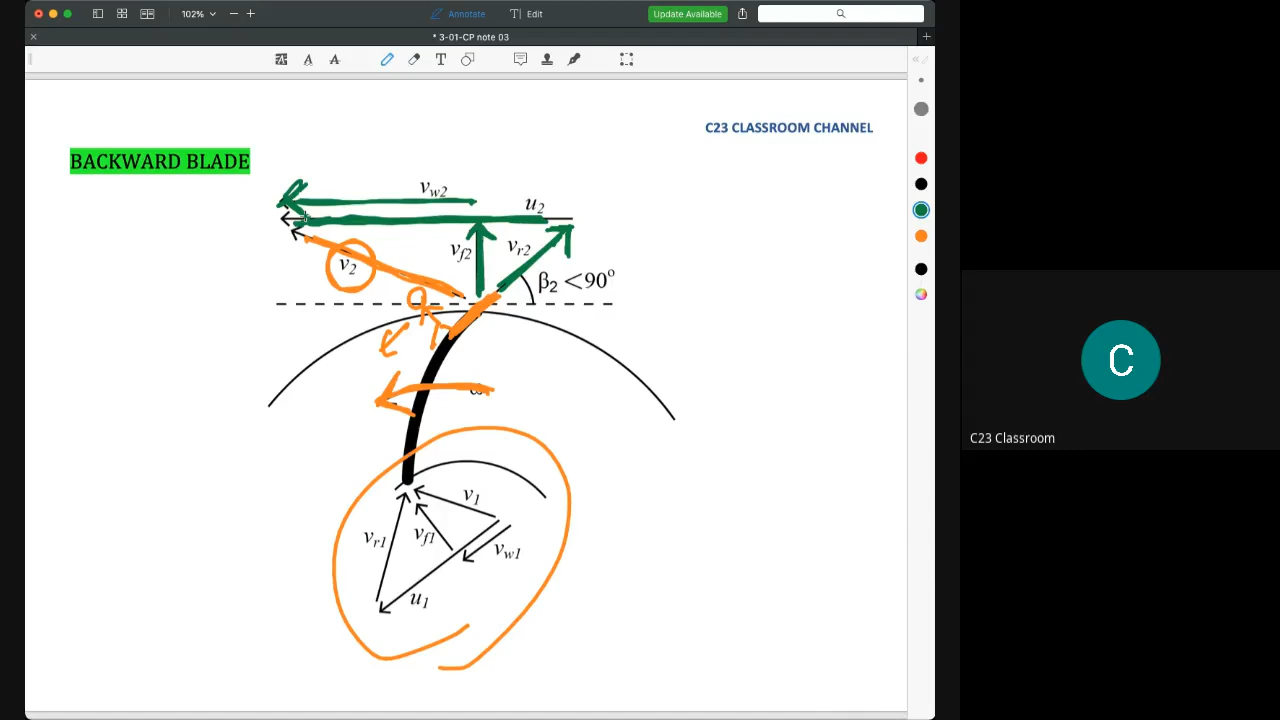 102%
Annotate
T| Edit
Update Available
* 3-01-CP note 03
C23 CLASSROOM CHANNEL
BACKWARD BLADE
vw2
u2
vf2
vr2
v2
β2 <90o
ω
v1
vr1
vf1
vw1
u1
C
C23 Classroom